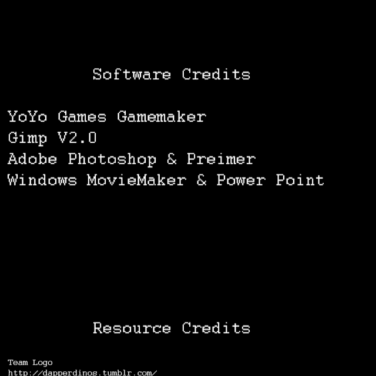 Software Credits
YoYo Games Gamemaker
Gimp V2.0
Adobe Photoshop & Preimer
Windows MovieMaker & Power Point
Resource Credits
Team Logo
http://dapperdinos.tumblr.com/